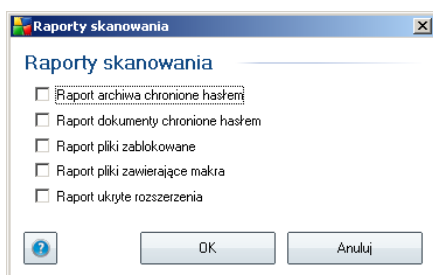 Raporty skanowania
Raporty skanowania
Raport archiwa chronione hasłem
Raport dokumenty chronione hasłem
Raport pliki zablokowane
Raport pliki zawierające makra
Raport ukryte rozszerzenia
?
OK
Anuluj